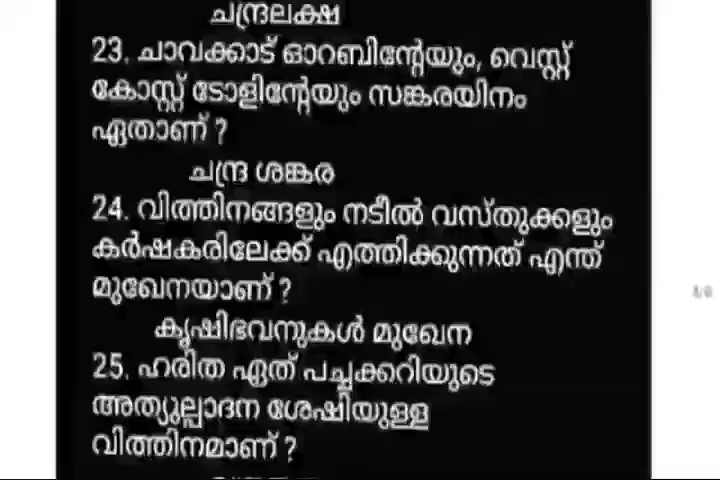 ചന്ദ്രലക്ഷ
23. ചാവക്കാട് ഓറഞ്ചിന്റേയും, വെസ്റ്റ്
കോസ്റ്റ് ടോളിന്റേയും സങ്കരയിനം
ഏതാണ് ?
ചന്ദ്ര ശങ്കര
24. വിത്തിനങ്ങളും നടീൽ വസ്തുക്കളും
കർഷകരിലേക്ക് എത്തിക്കുന്നത് എന്ത്
മുഖേനയാണ് ?
കൃഷിഭവനുകൾ മുഖേന
25. ഹരിത ഏത് പച്ചക്കറിയുടെ
അത്യുല്പാദന ശേഷിയുള്ള
വിത്തിനമാണ് ?